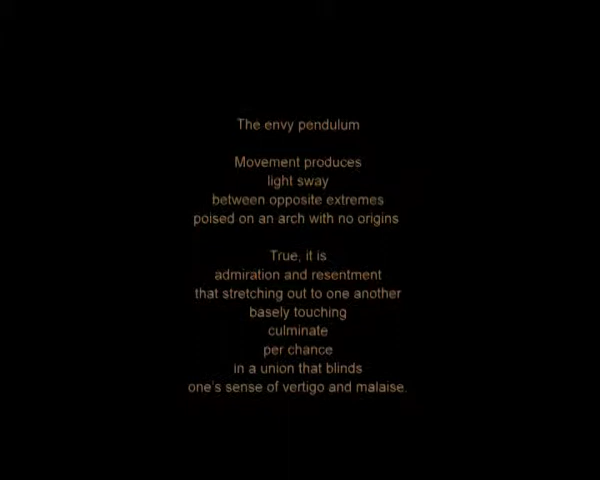 The envy pendulum
Movement produces
light sway
between opposite extremes
poised on an arch with no origins
True, it is
admiration and resentment
that stretching out to one another
basely touching
culminate
per chance
in a union that blinds
one's sense of vertigo and malaise.